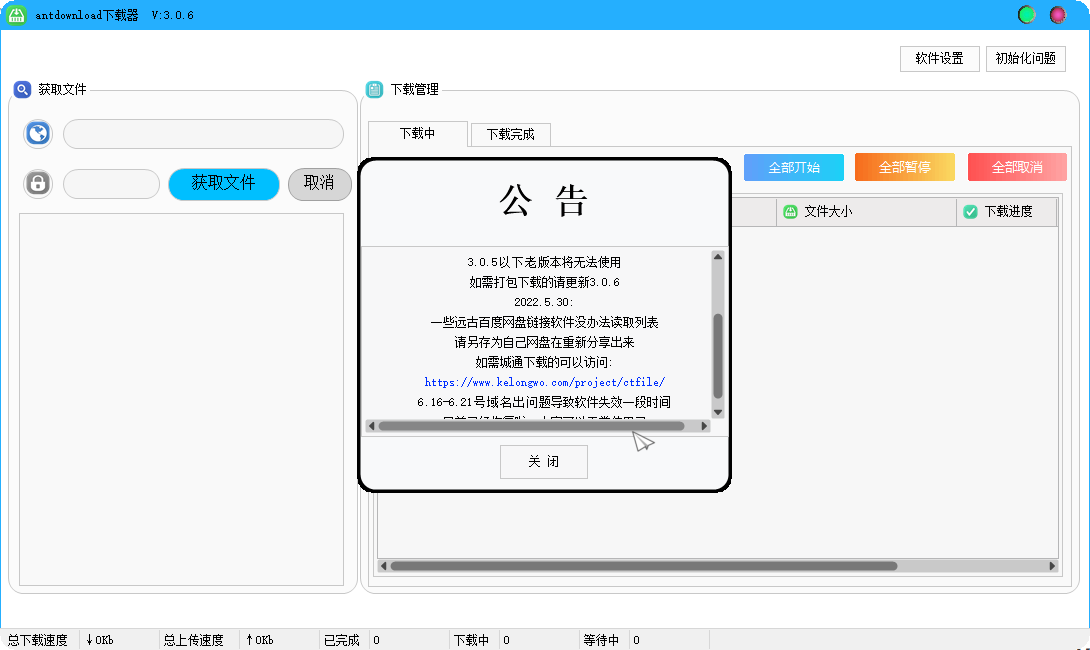 antdownload下载器 V:3.0.6
软件设置 初始化问题
获取文件 下载管理
下载中 下载完成
获取文件 取消
全部开始 全部暂停 全部取消
文件大小 下载进度
公 告
3.0.5以下老版本将无法使用
如需打包下载的请更新3.0.6
2022.5.30:
一些远古百度网盘链接软件没办法读取列表
请另存为自己网盘在重新分享出来
如需城通下载的可以访问:
https://www.kelongwo.com/project/ctfile/
6.16-6.21号域名出问题导致软件失效一段时间
关 闭
总下载速度 ↓0Kb 总上传速度 ↑0Kb 已完成 0 下载中 0 等待中 0